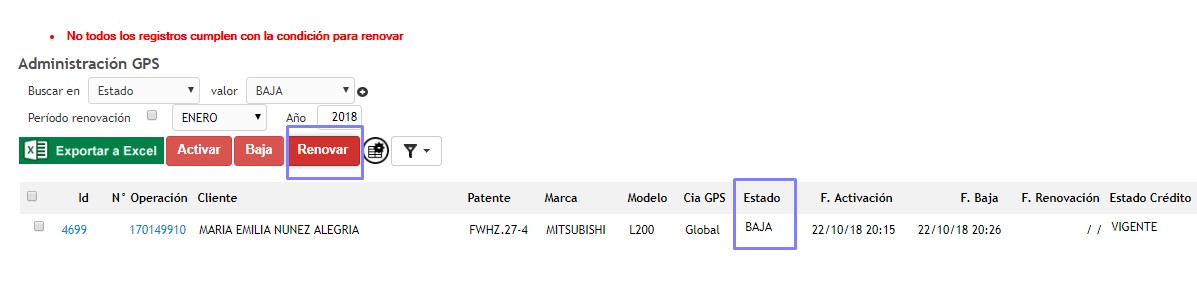 No todos los registros cumplen con la condición para renovar
Administración GPS
Buscar en Estado valor BAJA
Período renovación ENERO Año 2018
Exportar a Excel Activar Baja Renovar
Id N° Operación Cliente Patente Marca Modelo Cia GPS Estado F. Activación F. Baja F. Renovación Estado Crédito
4699 170149910 MARIA EMILIA NUNEZ ALEGRIA FWHZ.27-4 MITSUBISHI L200 Global BAJA 22/10/18 20:15 22/10/18 20:26 / / VIGENTE